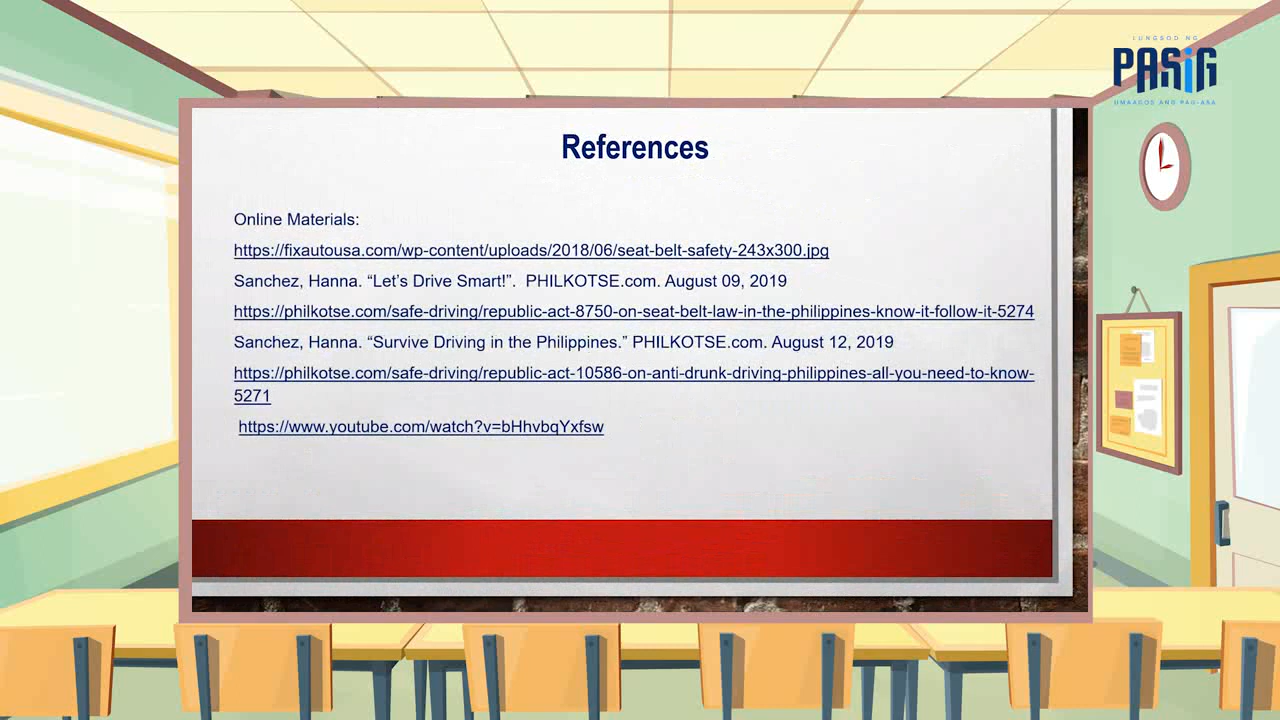 LUNGSOD NG
PASiG
UMAAGOS ANG PAG-ASA
References
Online Materials:
https://fixautousa.com/wp-content/uploads/2018/06/seat-belt-safety-243x300.jpg
Sanchez, Hanna. “Let’s Drive Smart!”.  PHILKOTSE.com. August 09, 2019
https://philkotse.com/safe-driving/republic-act-8750-on-seat-belt-law-in-the-philippines-know-it-follow-it-5274
Sanchez, Hanna. “Survive Driving in the Philippines.” PHILKOTSE.com. August 12, 2019
https://philkotse.com/safe-driving/republic-act-10586-on-anti-drunk-driving-philippines-all-you-need-to-know-
5271
https://www.youtube.com/watch?v=bHhvbqYxfsw